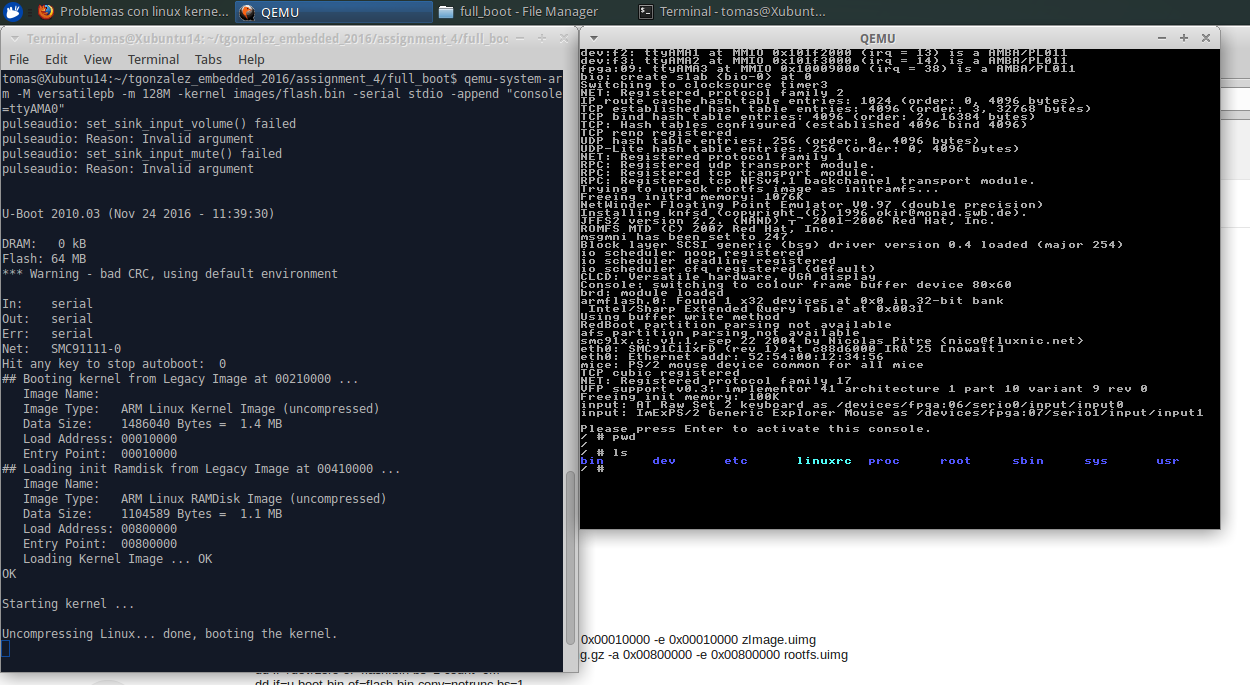 Problemas con linux kerne...
QEMU
full_boot - File Manager
Terminal - tomas@Xubunt...
Terminal - tomas@Xubuntu14: ~/tgonzalez_embedded_2016/assignment_4/full_boc
File Edit View Terminal Tabs Help
tomas@Xubuntu14:~/tgonzalez_embedded_2016/assignment_4/full_boot$ qemu-system-ar
m -M versatilepb -m 128M -kernel images/flash.bin -serial stdio -append "console
=ttyAMA0"
pulseaudio: set_sink_input_volume() failed
pulseaudio: Reason: Invalid argument
pulseaudio: set_sink_input_mute() failed
pulseaudio: Reason: Invalid argument
U-Boot 2010.03 (Nov 24 2016 - 11:39:30)
DRAM:   0 kB
Flash: 64 MB
*** Warning - bad CRC, using default environment
In:    serial
Out:   serial
Err:   serial
Net:   SMC91111-0
Hit any key to stop autoboot:  0
## Booting kernel from Legacy Image at 00210000 ...
Image Name:
Image Type:   ARM Linux Kernel Image (uncompressed)
Data Size:    1486040 Bytes =  1.4 MB
Load Address: 00010000
Entry Point:  00010000
## Loading init Ramdisk from Legacy Image at 00410000 ...
Image Name:
Image Type:   ARM Linux RAMDisk Image (uncompressed)
Data Size:    1104589 Bytes =  1.1 MB
Load Address: 00800000
Entry Point:  00800000
Loading Kernel Image ... OK
OK
Starting kernel ...
Uncompressing Linux... done, booting the kernel.
QEMU
dev:f2: ttyAMA1 at MMIO 0x101f2000 (irq = 13) is a AMBA/PL011
dev:f3: ttyAMA2 at MMIO 0x101f3000 (irq = 14) is a AMBA/PL011
fpga:09: ttyAMA3 at MMIO 0x10009000 (irq = 38) is a AMBA/PL011
bio: create slab <bio-0> at 0
Switching to clocksource timer3
NET: Registered protocol family 2
IP route cache hash table entries: 1024 (order: 0, 4096 bytes)
TCP established hash table entries: 4096 (order: 3, 32768 bytes)
TCP bind hash table entries: 4096 (order: 2, 16384 bytes)
TCP: Hash tables configured (established 4096 bind 4096)
TCP reno registered
UDP hash table entries: 256 (order: 0, 4096 bytes)
UDP-Lite hash table entries: 256 (order: 0, 4096 bytes)
NET: Registered protocol family 1
RPC: Registered udp transport module.
RPC: Registered tcp transport module.
RPC: Registered tcp NFSv4.1 backchannel transport module.
Trying to unpack rootfs image as initramfs...
Freeing initrd memory: 1076K
NetWinder Floating Point Emulator V0.97 (double precision)
Installing knfsd (copyright (C) 1996 okir@monad.swb.de).
JFFS2 version 2.2. (NAND) 2001-2006 Red Hat, Inc.
ROMFS MTD (C) 2007 Red Hat, Inc.
msgmni has been set to 247
Block layer SCSI generic (bsg) driver version 0.4 loaded (major 254)
io scheduler noop registered
io scheduler deadline registered
io scheduler cfq registered (default)
CLCD: Versatile hardware, VGA display
Console: switching to colour frame buffer device 80x60
brd: module loaded
armflash.0: Found 1 x32 devices at 0x0 in 32-bit bank
Intel/Sharp Extended Query Table at 0x0031
Using buffer write method
RedBoot partition parsing not available
afs partition parsing not available
smc91x.c: v1.1, sep 22 2004 by Nicolas Pitre <nico@fluxnic.net>
eth0: SMC91C11xFD (rev 1) at c88d6000 IRQ 25 [nowait]
eth0: Ethernet addr: 52:54:00:12:34:56
mice: PS/2 mouse device common for all mice
TCP cubic registered
NET: Registered protocol family 17
VFP support v0.3: implementor 41 architecture 1 part 10 variant 9 rev 0
Freeing init memory: 100K
input: AT Raw Set 2 keyboard as /devices/fpga:06/serio0/input/input0
input: ImExPS/2 Generic Explorer Mouse as /devices/fpga:07/serio1/input/input1
Please press Enter to activate this console.
/ # pwd
/
/ # ls
bin dev etc linuxrc proc root sbin sys usr
/ #
0x00010000 -e 0x00010000 zImage.uimg
g.gz -a 0x00800000 -e 0x00800000 rootfs.uimg